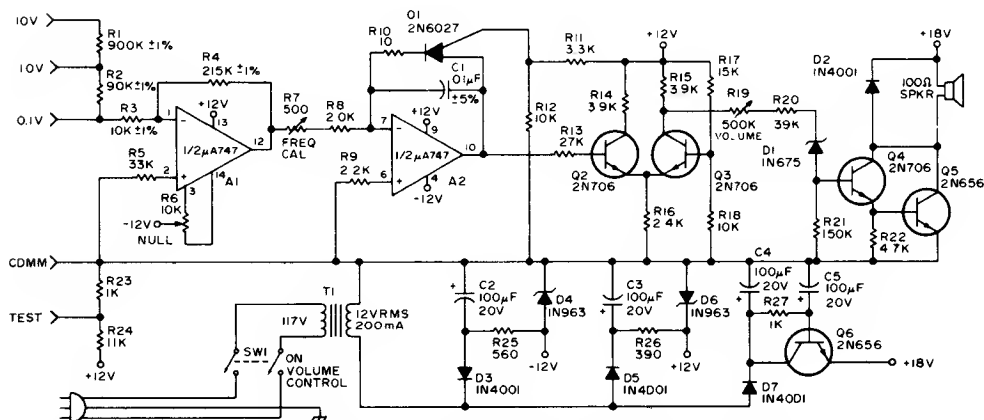 10V
R1
900K ±1%
1.0V
R2
90K ±1%
0.1V
R3
10K ±1%
R4
215K ±1%
R5
33K
R6
10K
-12V
NULL
+12V
1
13
12
2
3
14
1/2μA747
A1
R7
500
FREQ
CAL
R8
2.0K
R9
2.2K
R10
10
Q1
2N6027
C1
0.1μF
±5%
+12V
7
9
10
6
4
1/2μA747
A2
-12V
R11
3.3K
R12
10K
R13
27K
R14
3.9K
+12V
R15
3.9K
R17
15K
Q2
2N706
Q3
2N706
R16
2.4K
R18
10K
R19
500K
VOLUME
R20
39K
D1
1N675
D2
1N4001
+18V
100Ω
SPKR
Q4
2N706
Q5
2N656
R21
150K
R22
4.7K
COMM
R23
1K
TEST
R24
11K
+12V
117V
T1
12VRMS
200mA
SW1
ON
VOLUME
CONTROL
+
C2
100μF
20V
D4
1N963
R25
560
-12V
D3
1N4001
C3
100μF
20V
+
D6
1N963
R26
390
+12V
D5
1N4001
C4
100μF
20V
+
C5
100μF
20V
+
R27
1K
Q6
2N656
+18V
D7
1N4001